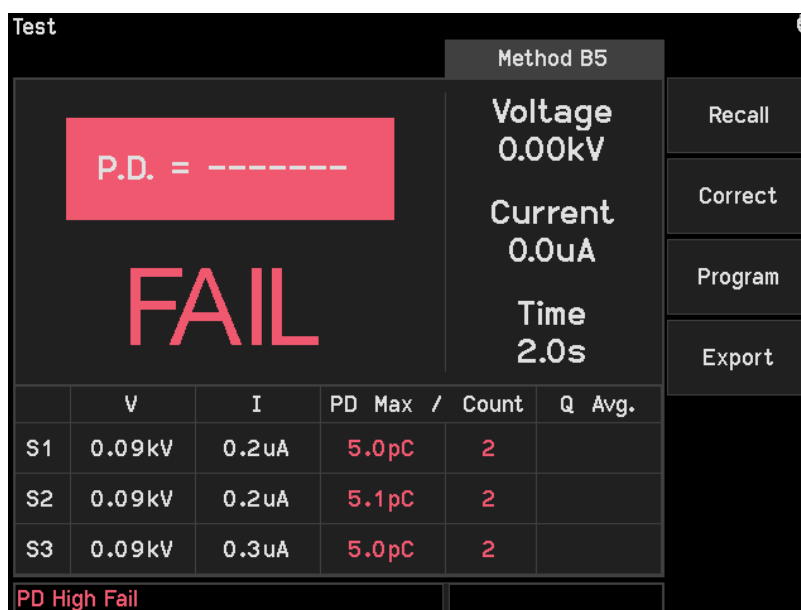 Test
Method B5
P.D. = -------
FAIL
Voltage
0.00kV
Current
0.0uA
Time
2.0s
Recall
Correct
Program
Export
V I PD Max / Count Q Avg.
S1 0.09kV 0.2uA 5.0pC 2
S2 0.09kV 0.2uA 5.1pC 2
S3 0.09kV 0.3uA 5.0pC 2
PD High Fail